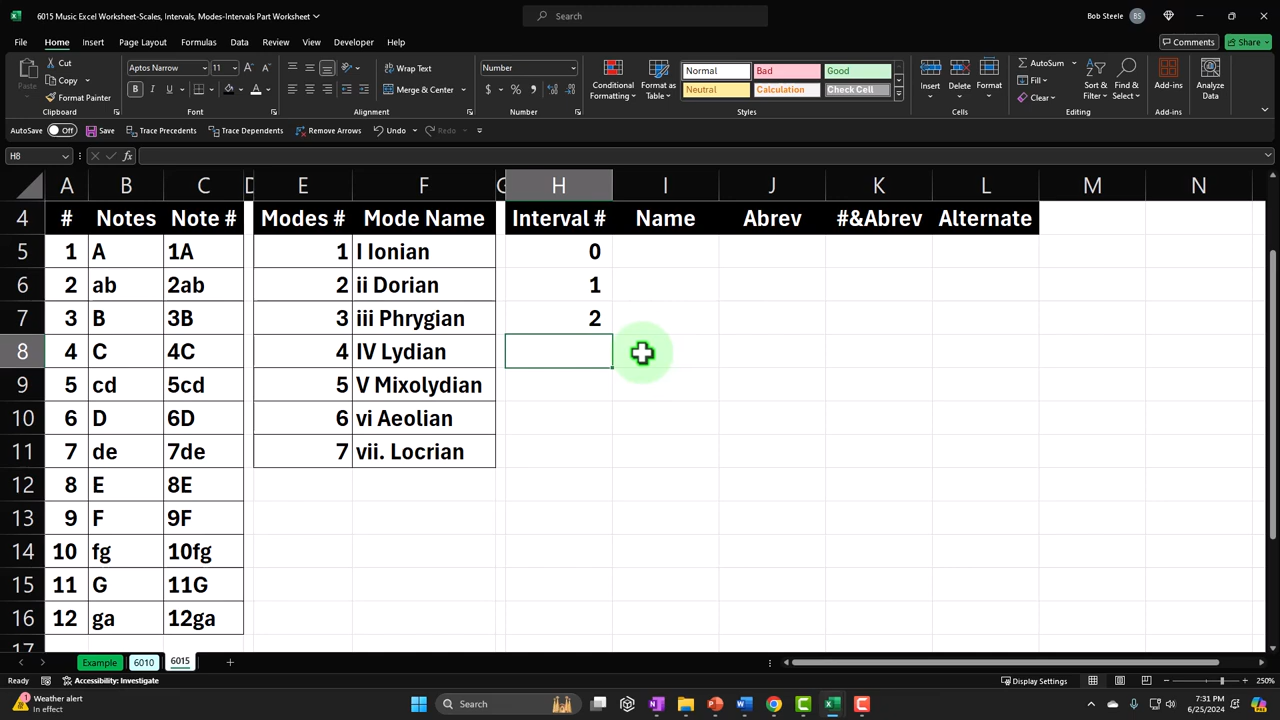 6015 Music Excel Worksheet-Scales, Intervals, Modes-Intervals Part Worksheet
Search
Bob Steele BS
File Home Insert Draw Page Layout Formulas Data Review View Developer Help
Comments Share
Paste Cut Copy Format Painter Clipboard
Aptos Narrow 11 B I U Font
Wrap Text Merge & Center Alignment
Number $ % Number
Conditional Formatting Format as Table
Normal Bad Good
Neutral Calculation Check Cell
Styles
Insert Delete Format Cells
AutoSum Fill Clear Sort & Filter Find & Select Editing
Add-ins Add-ins
Analyze Data
AutoSave Off Save Trace Precedents Trace Dependents Remove Arrows Undo Redo
H8 fx
A B C D E F G H I J K L M N
4 # Notes Note # Modes # Mode Name Interval # Name Abrev #&Abrev Alternate
5 1 A 1A 1 I Ionian 0
6 2 ab 2ab 2 ii Dorian 1
7 3 B 3B 3 iii Phrygian 2
8 4 C 4C 4 IV Lydian
9 5 cd 5cd 5 V Mixolydian
10 6 D 6D 6 vi Aeolian
11 7 de 7de 7 vii. Locrian
12 8 E 8E
13 9 F 9F
14 10 fg 10fg
15 11 G 11G
16 12 ga 12ga
17
Example 6010 6015
Ready Accessibility: Investigate Display Settings 250%
Weather alert
In effect
Search
7:31 PM
6/25/2024